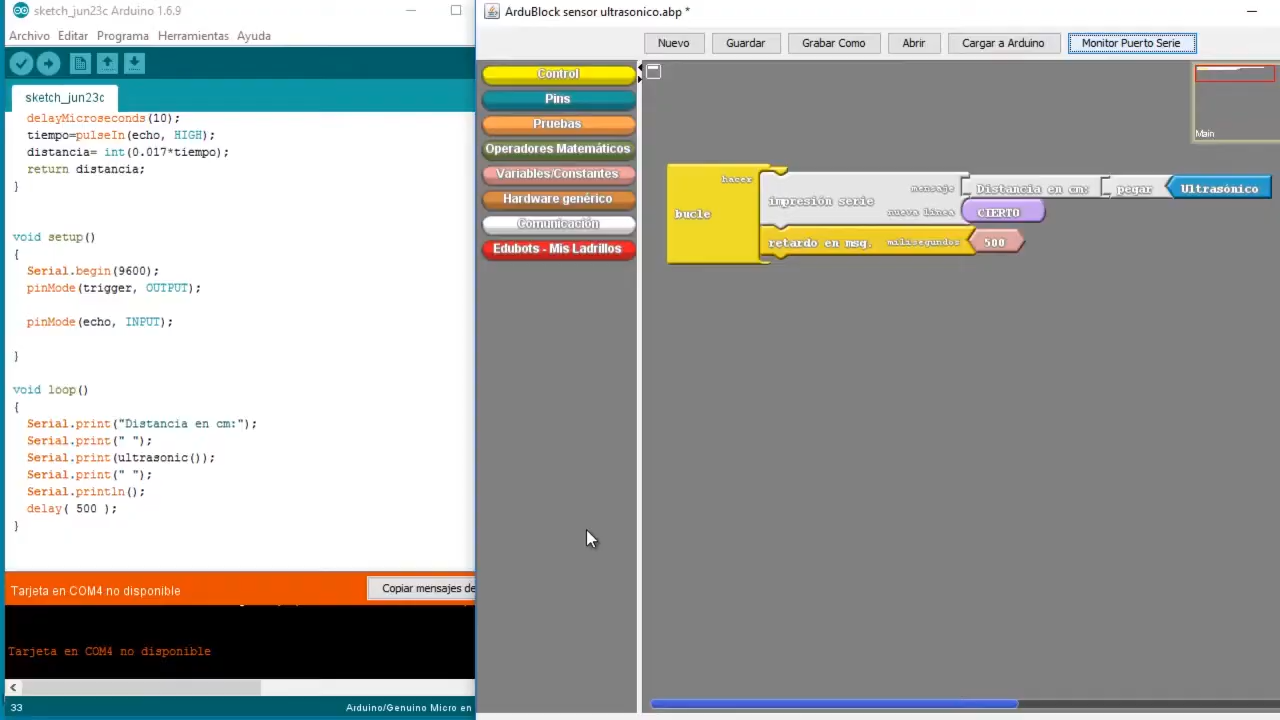 sketch_jun23c Arduino 1.6.9
Archivo Editar Programa Herramientas Ayuda
sketch_jun23c
delayMicroseconds(10);
tiempo=pulseIn(echo, HIGH);
distancia= int(0.017*tiempo);
return distancia;
}
void setup()
{
Serial.begin(9600);
pinMode(trigger, OUTPUT);
pinMode(echo, INPUT);
}
void loop()
{
Serial.print("Distancia en cm:");
Serial.print(" ");
Serial.print(ultrasonic());
Serial.print(" ");
Serial.println();
delay( 500 );
}
Tarjeta en COM4 no disponible
Copiar mensajes de
Tarjeta en COM4 no disponible
33
Arduino/Genuino Micro en
ArduBlock sensor ultrasonico.abp *
Nuevo Guardar Grabar Como Abrir Cargar a Arduino Monitor Puerto Serie
Control
Pins
Pruebas
Operadores Matemáticos
Variables/Constantes
Hardware genérico
Comunicación
Edubots - Mis Ladrillos
Main
bucle
hacer
impresión serie
mensaje
Distancia en cm:
pegar
Ultrasónico
nueva linea
CIERTO
retardo en msg.
milisegundos
500